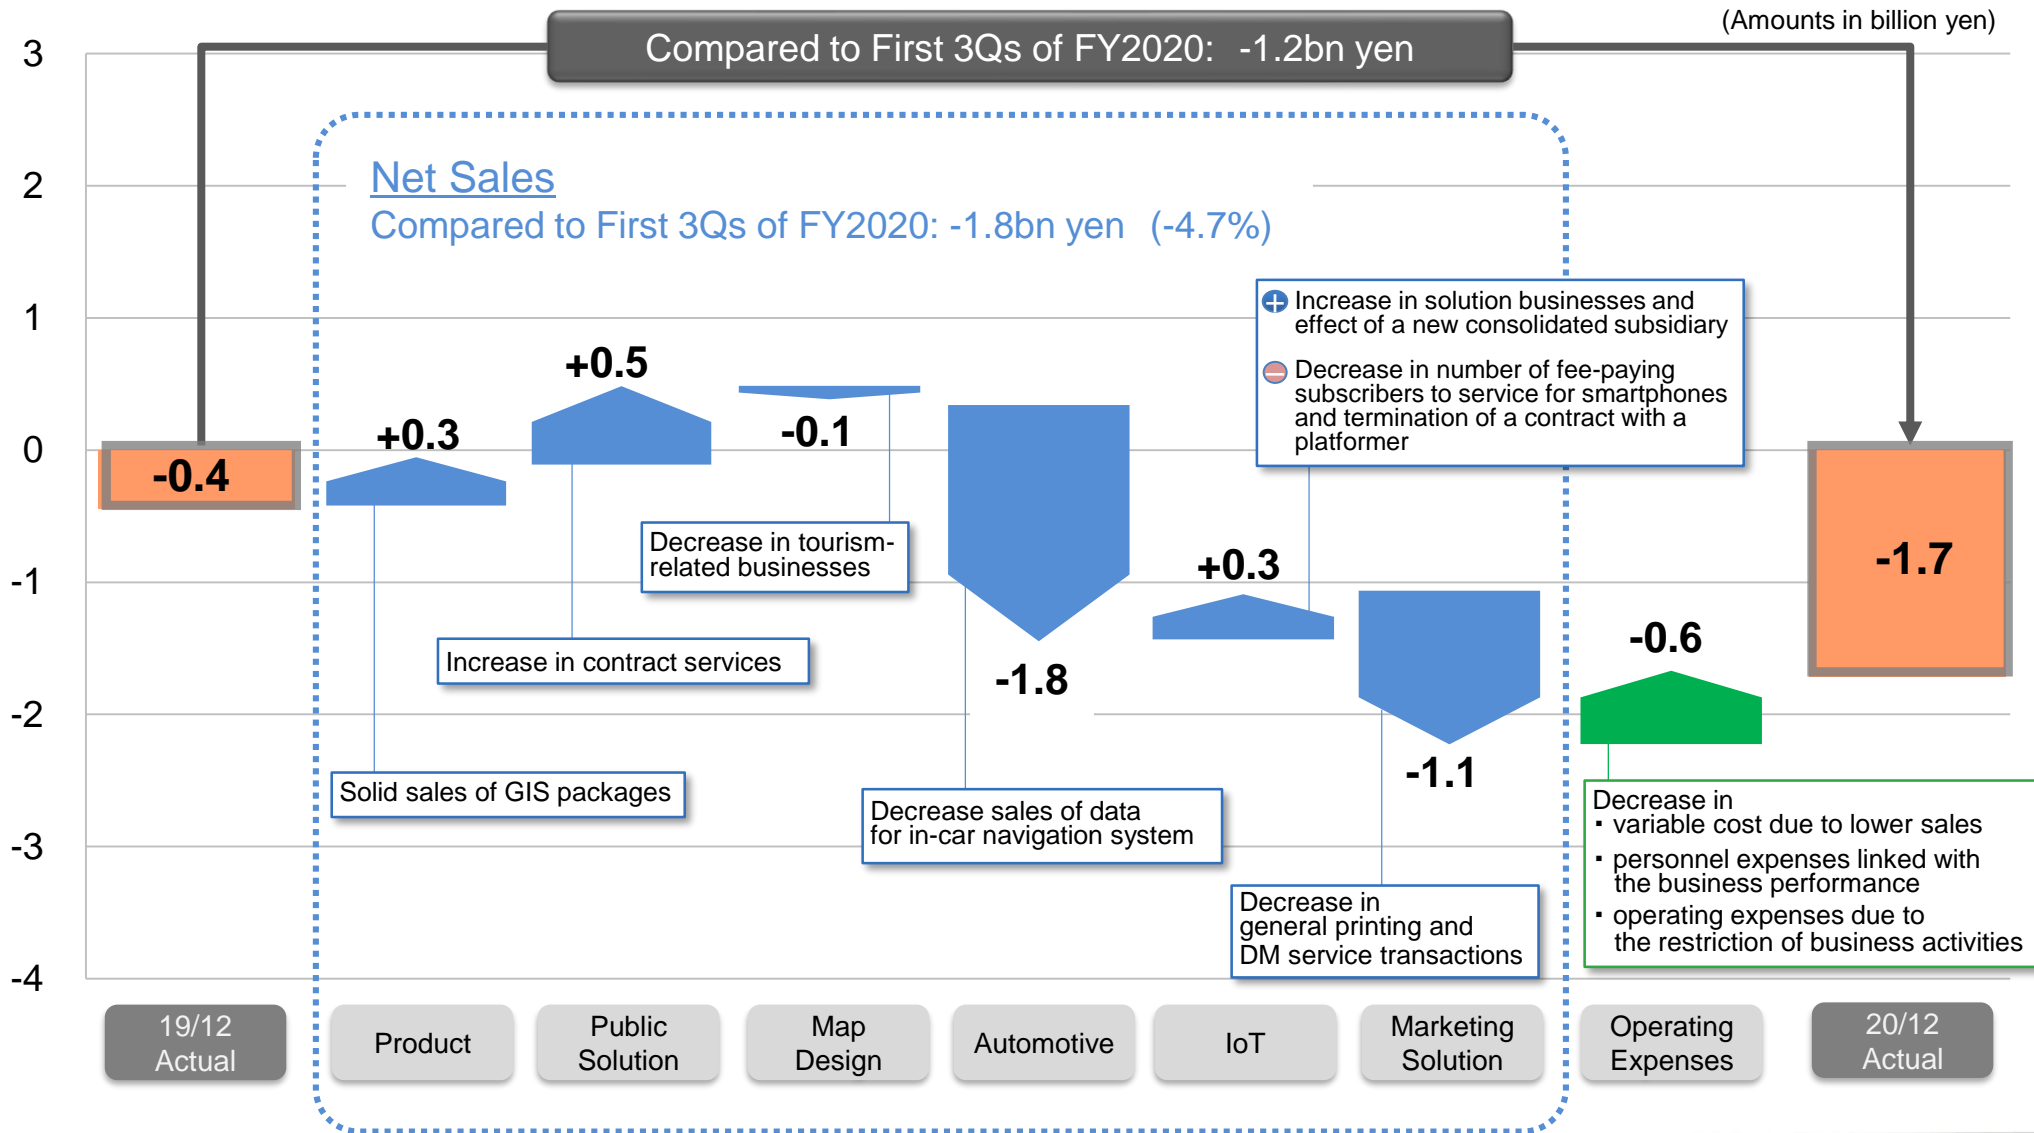 (Amounts in billion yen)
Compared to First 3Qs of FY2020: -1.2bn yen
3
2
1
0
-1
-2
-3
-4
Net Sales
Compared to First 3Qs of FY2020: -1.8bn yen (-4.7%)
-0.4
+0.3
+0.5
-0.1
-1.8
+0.3
-1.1
-0.6
-1.7
+ Increase in solution businesses and
effect of a new consolidated subsidiary
− Decrease in number of fee-paying
subscribers to service for smartphones
and termination of a contract with a
platformer
Decrease in tourism-
related businesses
Increase in contract services
Solid sales of GIS packages
Decrease sales of data
for in-car navigation system
Decrease in
general printing and
DM service transactions
Decrease in
・variable cost due to lower sales
・personnel expenses linked with
the business performance
・operating expenses due to
the restriction of business activities
19/12
Actual
Product
Public
Solution
Map
Design
Automotive
IoT
Marketing
Solution
Operating
Expenses
20/12
Actual